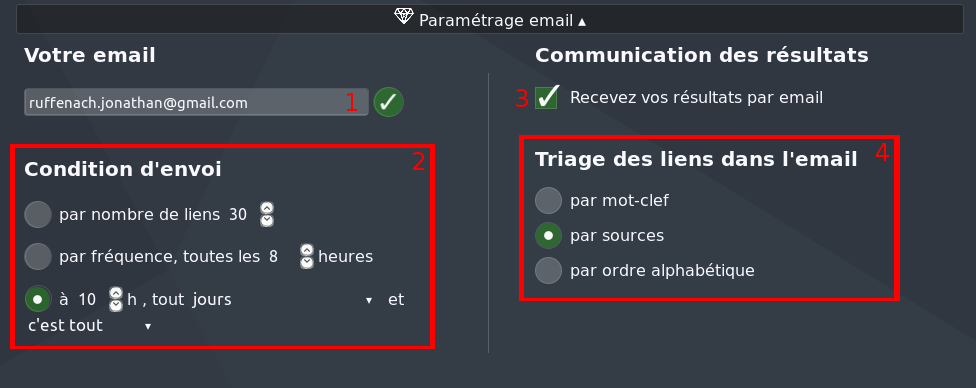 Paramétrage email ▴
Votre email
ruffenach.jonathan@gmail.com 1
Condition d'envoi 2
par nombre de liens 30
par fréquence, toutes les 8 heures
à 10 h , tout jours ▾ et
c'est tout ▾
Communication des résultats
3 Recevez vos résultats par email
Triage des liens dans l'email 4
par mot-clef
par sources
par ordre alphabétique